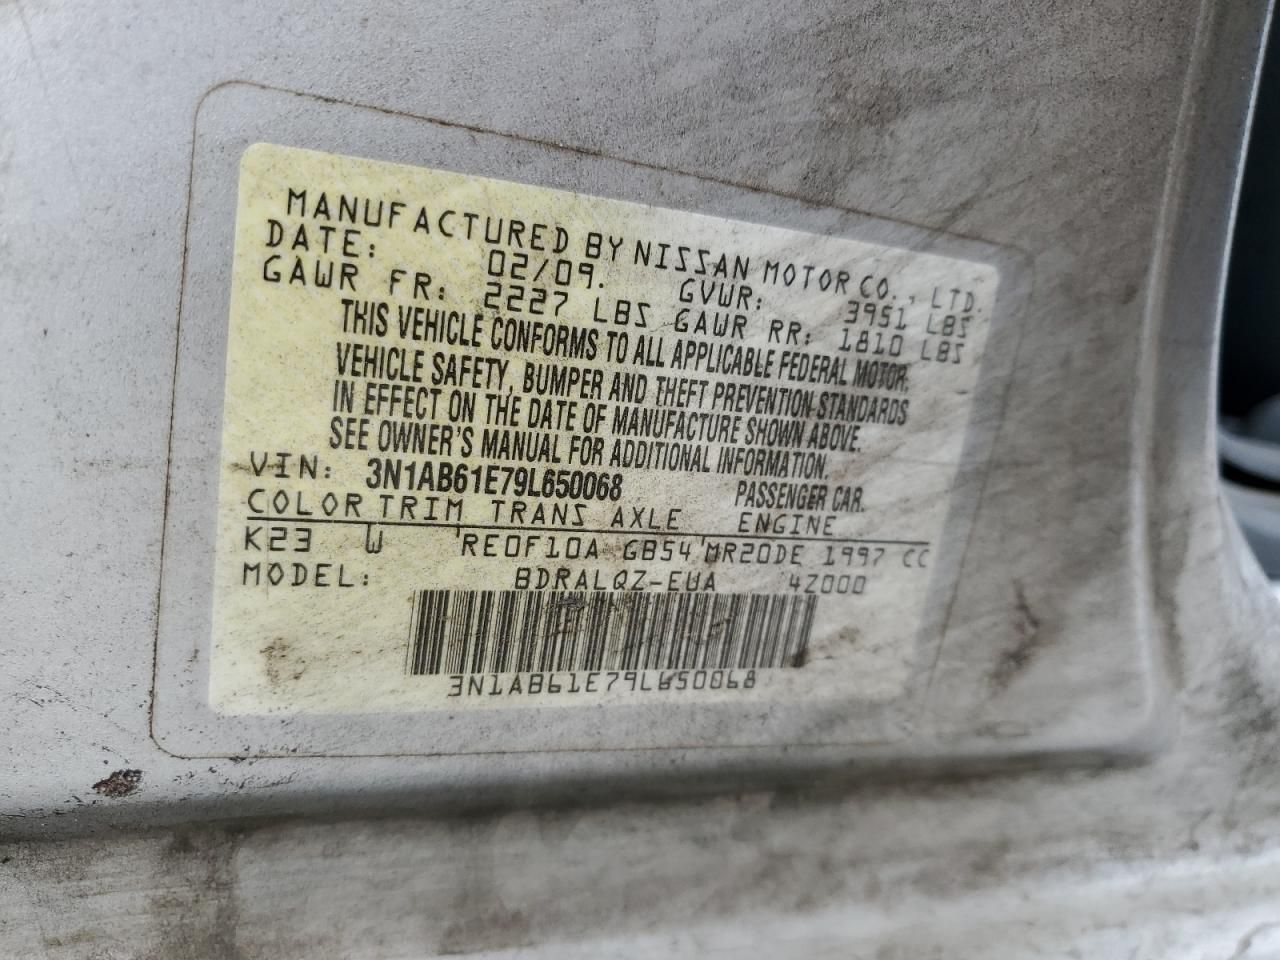 MANUFACTURED BY NISSAN MOTOR CO., LTD.
DATE: 02/09. GVWR: 3951 LBS
GAWR FR: 2227 LBS GAWR RR: 1810 LBS
THIS VEHICLE CONFORMS TO ALL APPLICABLE FEDERAL MOTOR
VEHICLE SAFETY, BUMPER AND THEFT PREVENTION STANDARDS
IN EFFECT ON THE DATE OF MANUFACTURE SHOWN ABOVE.
SEE OWNER'S MANUAL FOR ADDITIONAL INFORMATION.
VIN: 3N1AB61E79L650068 PASSENGER CAR.
COLOR TRIM TRANS AXLE ENGINE
K23 W RE0F10A GB54 MR20DE 1997 CC
MODEL: BDRALQZ-EUA 4Z000
3N1AB61E79L650068